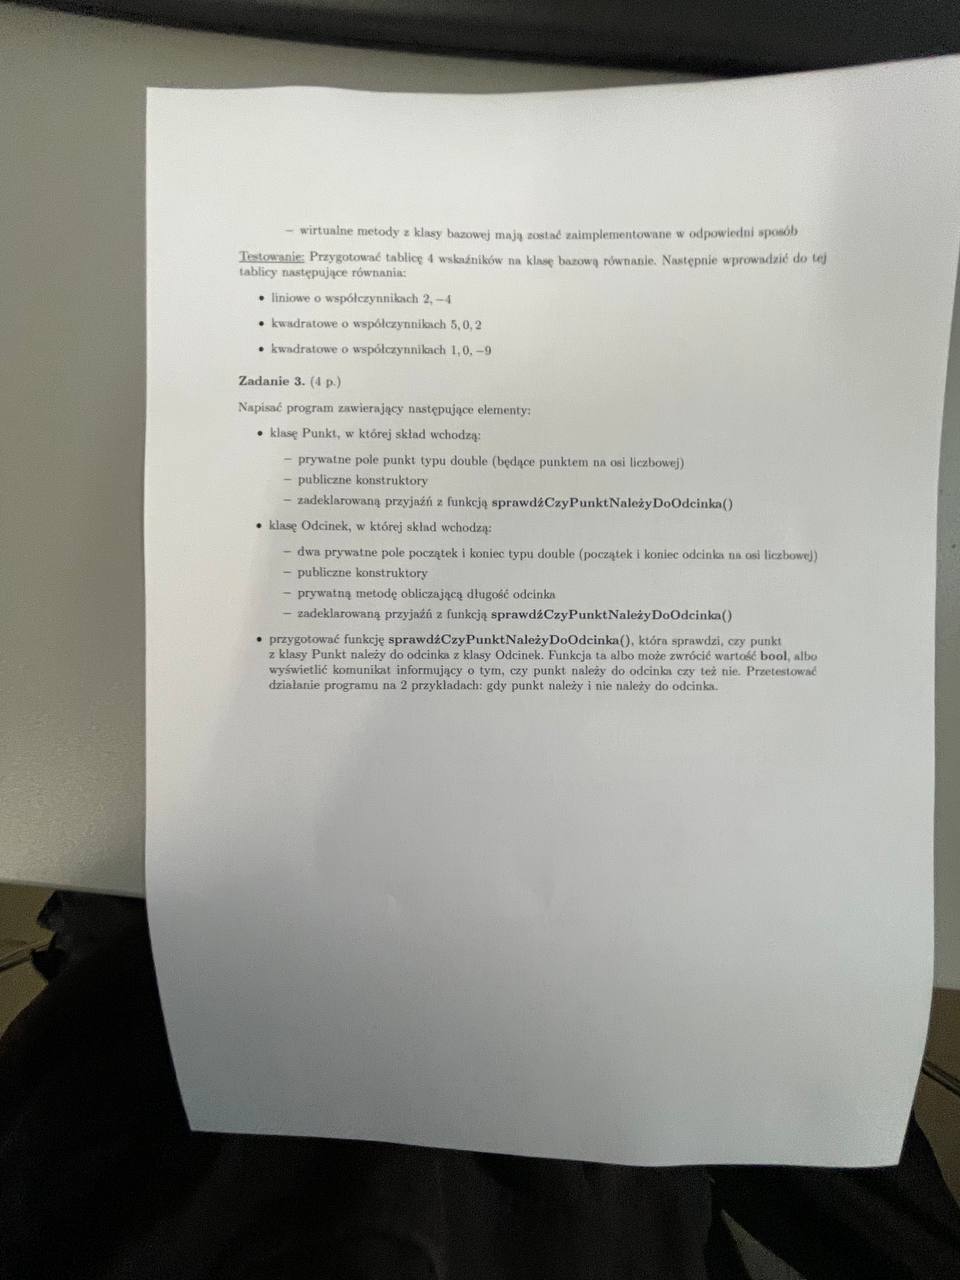 – wirtualne metody z klasy bazowej mają zostać zaimplementowane w odpowiedni sposób
Testowanie: Przygotować tablicę 4 wskaźników na klasę bazową równanie. Następnie wprowadzić do tej
tablicy następujące równania:
• liniowe o współczynnikach 2, −4
• kwadratowe o współczynnikach 5, 0, 2
• kwadratowe o współczynnikach 1, 0, −9
Zadanie 3. (4 p.)
Napisać program zawierający następujące elementy:
• klasę Punkt, w której skład wchodzą:
– prywatne pole punkt typu double (będące punktem na osi liczbowej)
– publiczne konstruktory
– zadeklarowaną przyjaźń z funkcją sprawdźCzyPunktNależyDoOdcinka()
• klasę Odcinek, w której skład wchodzą:
– dwa prywatne pole początek i koniec typu double (początek i koniec odcinka na osi liczbowej)
– publiczne konstruktory
– prywatną metodę obliczającą długość odcinka
– zadeklarowaną przyjaźń z funkcją sprawdźCzyPunktNależyDoOdcinka()
• przygotować funkcję sprawdźCzyPunktNależyDoOdcinka(), która sprawdzi, czy punkt
z klasy Punkt należy do odcinka z klasy Odcinek. Funkcja ta albo może zwrócić wartość bool, albo
wyświetlić komunikat informujący o tym, czy punkt należy do odcinka czy też nie. Przetestować
działanie programu na 2 przykładach: gdy punkt należy i nie należy do odcinka.